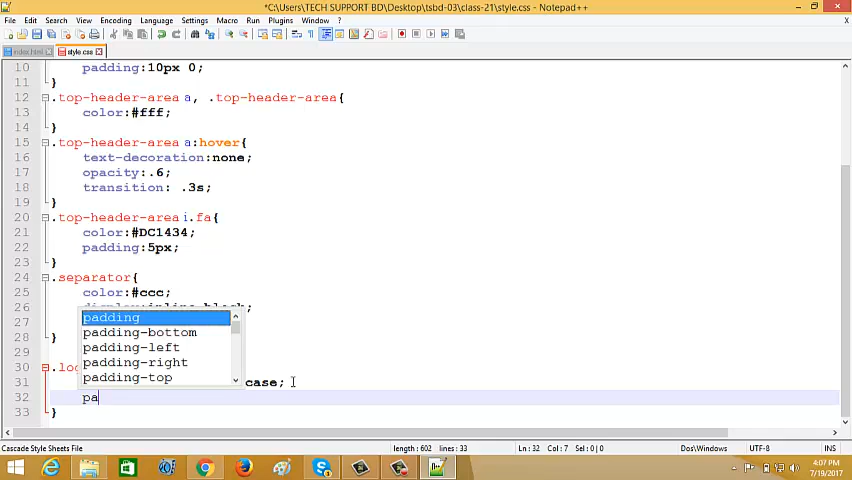 *C:\Users\TECH SUPPORT BD\Desktop\tsbd-03\class-21\style.css - Notepad++
File Edit Search View Encoding Language Settings Macro Run Plugins Window ? X
index.html style.css
10 padding:10px 0;
11 }
12 .top-header-area a, .top-header-area{
13 color:#fff;
14 }
15 .top-header-area a:hover{
16 text-decoration:none;
17 opacity:.6;
18 transition: .3s;
19 }
20 .top-header-area i.fa{
21 color:#DC1434;
22 padding:5px;
23 }
24 .separator{
25 color:#ccc;
26 display:inline-block;
27
28 }
29
30
31 case;
32 pa
33 }
padding
padding-bottom
padding-left
padding-right
padding-top
Cascade Style Sheets File length : 602 lines : 33 Ln : 32 Col : 7 Sel : 0 | 0 Dos\Windows UTF-8 INS
4:07 PM
7/19/2017